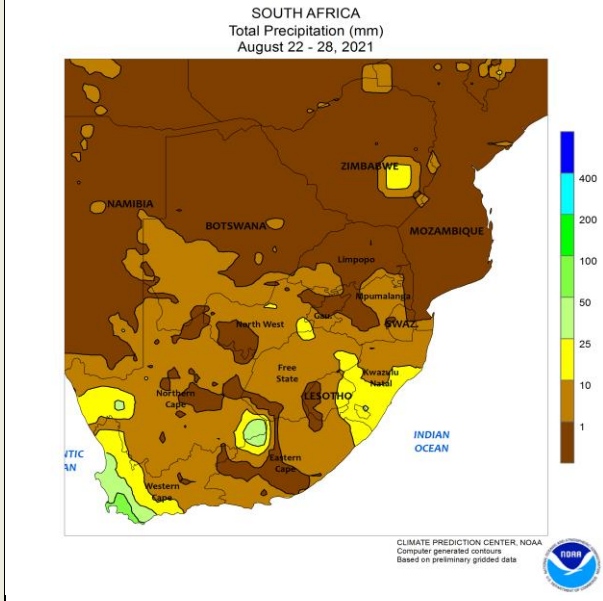 SOUTH AFRICA
Total Precipitation (mm)
August 22 - 28, 2021
ZIMBABWE
NAMIBIA
BOTSWANA
MOZAMBIQUE
Limpopo
Mpumalanga
North West
Gau.
SWAZ.
Free
State
Kwazulu
Natal
Northern
Cape
LESOTHO
INDIAN
OCEAN
NTIC
AN
Eastern
Cape
Western
Cape
400
200
100
50
25
10
1
CLIMATE PREDICTION CENTER, NOAA
Computer generated contours
Based on preliminary gridded data
NOAA